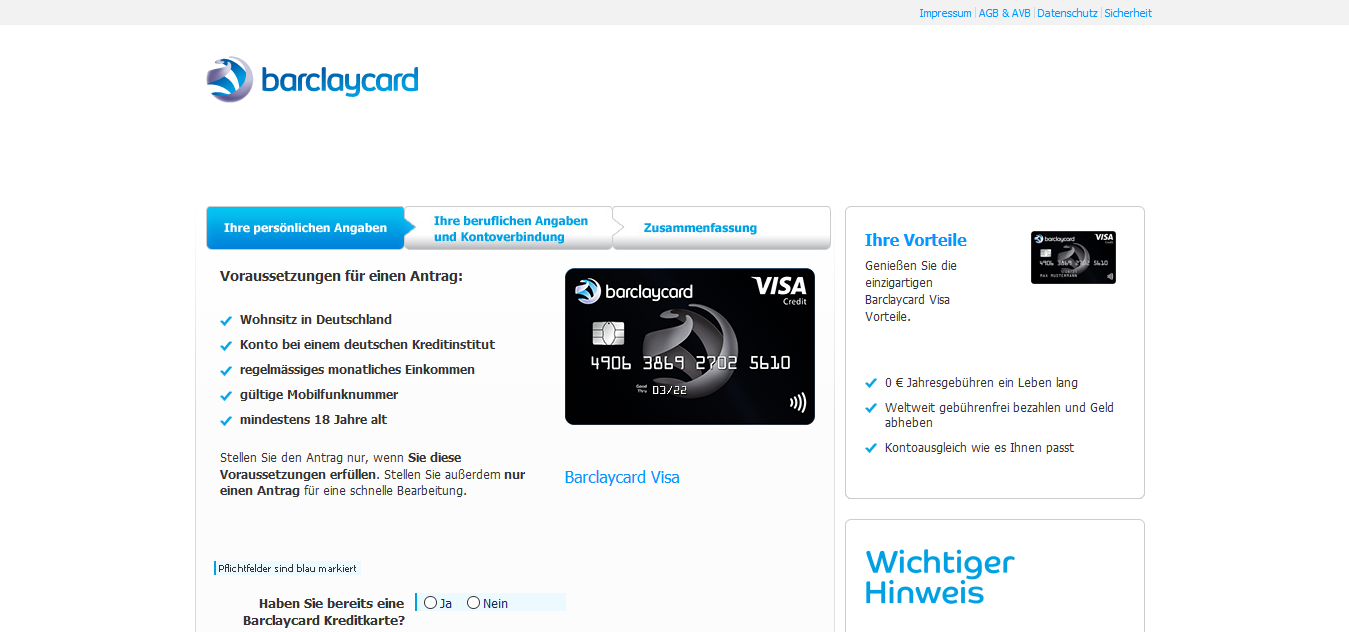 Impressum | AGB & AVB | Datenschutz | Sicherheit
barclaycard
Ihre persönlichen Angaben
Ihre beruflichen Angaben
und Kontoverbindung
Zusammenfassung
Voraussetzungen für einen Antrag:
Wohnsitz in Deutschland
Konto bei einem deutschen Kreditinstitut
regelmässiges monatliches Einkommen
gültige Mobilfunknummer
mindestens 18 Jahre alt
Stellen Sie den Antrag nur, wenn Sie diese
Voraussetzungen erfüllen. Stellen Sie außerdem nur
einen Antrag für eine schnelle Bearbeitung.
barclaycard
VISA
Credit
4906 3869 2702 5610
Good
Thru
03/22
Barclaycard Visa
Pflichtfelder sind blau markiert
Haben Sie bereits eine
Barclaycard Kreditkarte?
Ja
Nein
Ihre Vorteile
Genießen Sie die
einzigartigen
Barclaycard Visa
Vorteile.
barclaycard
VISA
4906 3869 2702 5610
MAX MUSTERMANN
0 € Jahresgebühren ein Leben lang
Weltweit gebührenfrei bezahlen und Geld
abheben
Kontoausgleich wie es Ihnen passt
Wichtiger
Hinweis